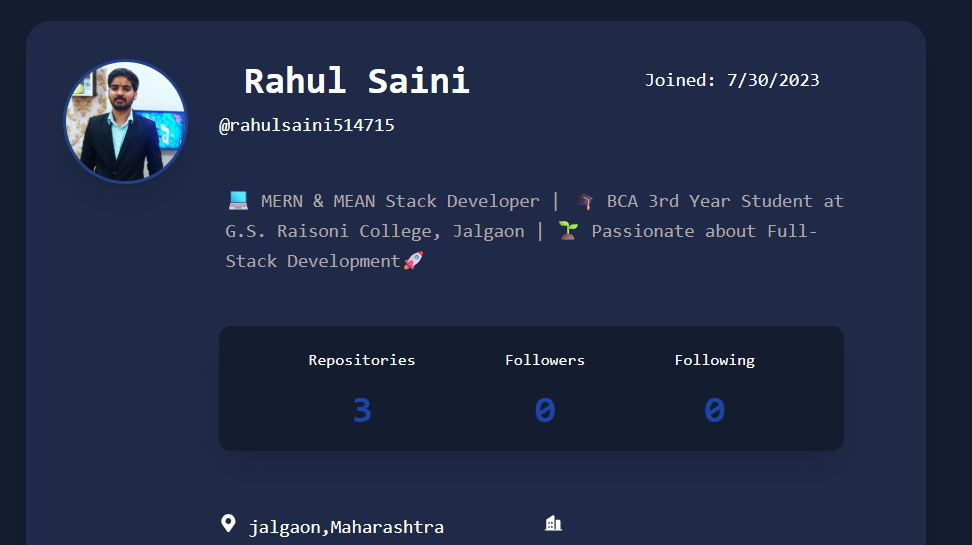 Rahul Saini
Joined: 7/30/2023
@rahulsaini514715
💻 MERN & MEAN Stack Developer | 🎓 BCA 3rd Year Student at
G.S. Raisoni College, Jalgaon | 🌱 Passionate about Full-
Stack Development🚀
Repositories Followers Following
3 0 0
jalgaon,Maharashtra